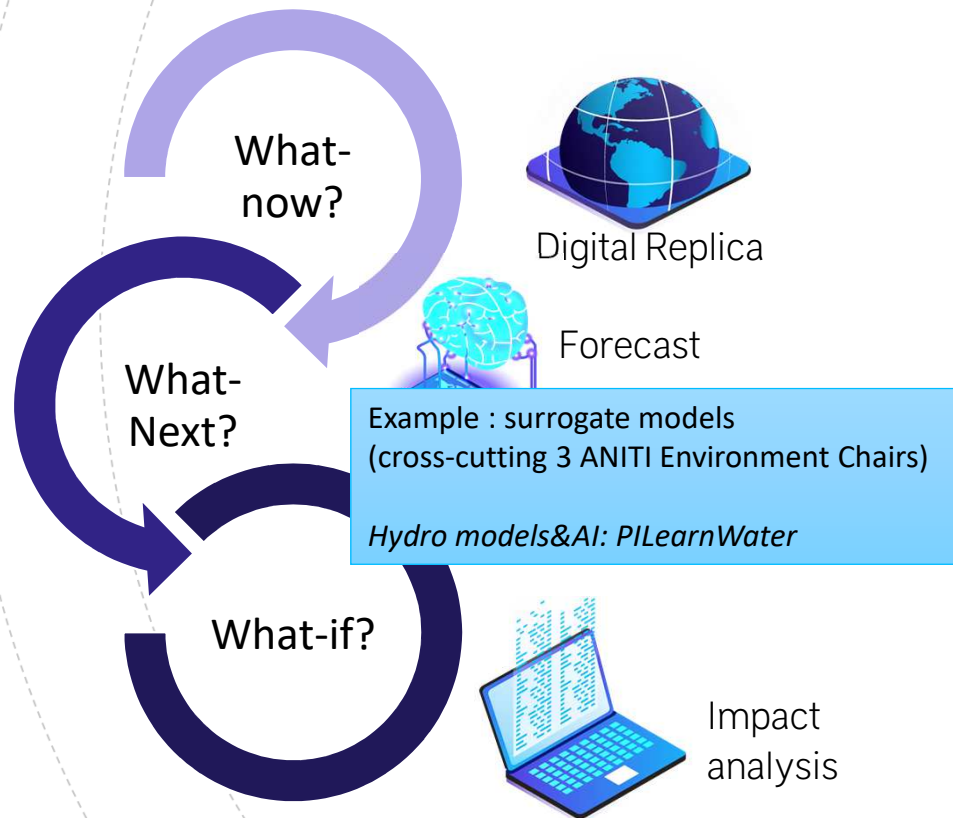 What-
now?
Digital Replica
Forecast
What-
Next?
Example : surrogate models
(cross-cutting 3 ANITI Environment Chairs)
Hydro models&AI: PILearnWater
What-if?
Impact
analysis